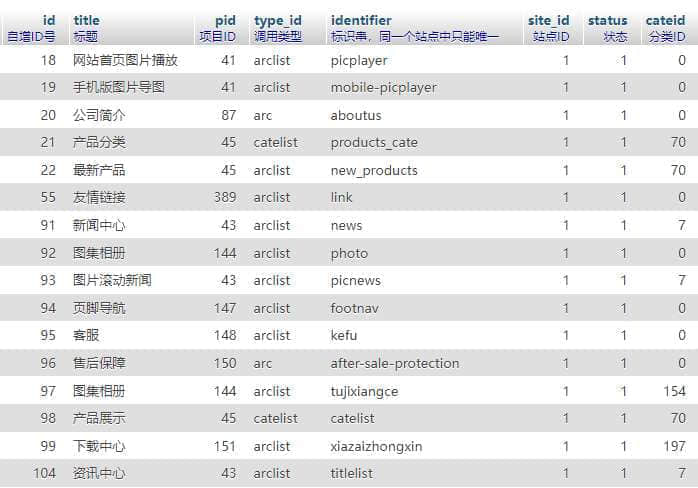 id title pid type_id identifier site_id status cateid
自增ID号 标题 项目ID 调用类型 标识串，同一个站点中只能唯一 站点ID 状态 分类ID
18 网站首页图片播放 41 arclist picplayer 1 1 0
19 手机版图片导图 41 arclist mobile-picplayer 1 1 0
20 公司简介 87 arc aboutus 1 1 0
21 产品分类 45 catelist products_cate 1 1 70
22 最新产品 45 arclist new_products 1 1 70
55 友情链接 389 arclist link 1 1 0
91 新闻中心 43 arclist news 1 1 7
92 图集相册 144 arclist photo 1 1 0
93 图片滚动新闻 43 arclist picnews 1 1 7
94 页脚导航 147 arclist footnav 1 1 0
95 客服 148 arclist kefu 1 1 0
96 售后保障 150 arc after-sale-protection 1 1 0
97 图集相册 144 arclist tujixiangce 1 1 154
98 产品展示 45 catelist catelist 1 1 70
99 下载中心 151 arclist xiazaizhongxin 1 1 197
104 资讯中心 43 arclist titlelist 1 1 7